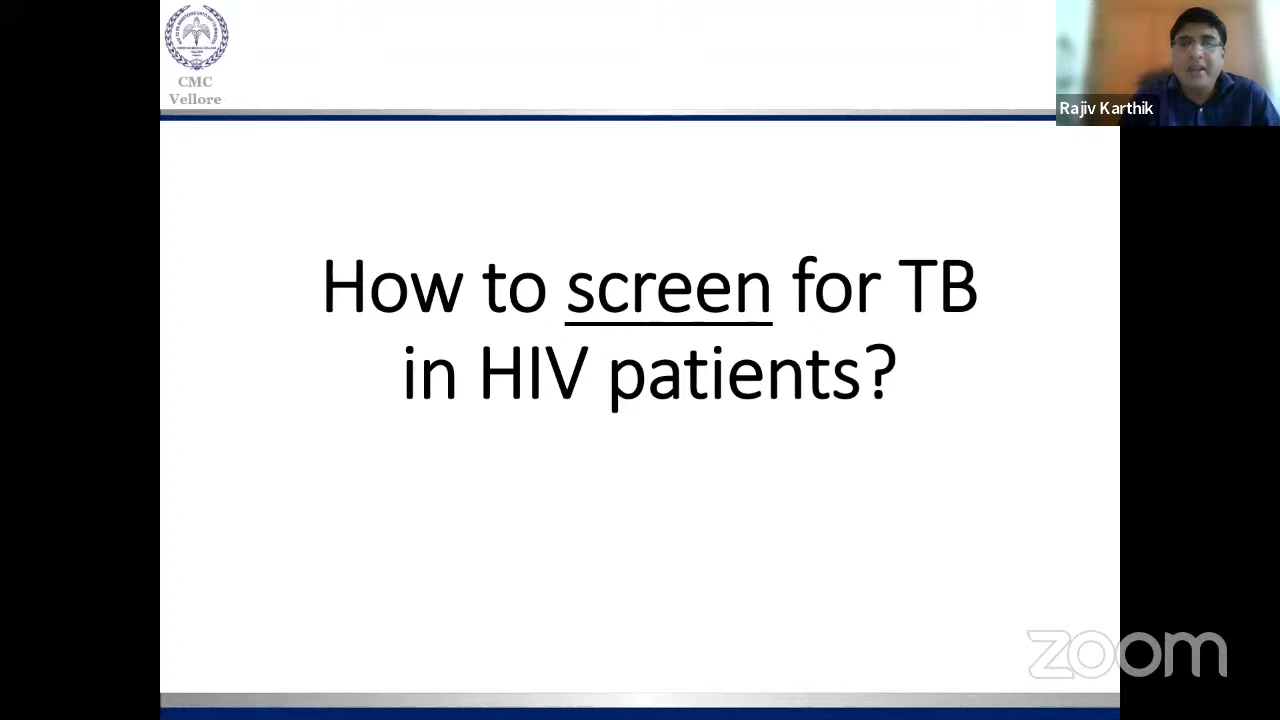 CMC
Vellore
Rajiv Karthik
How to screen for TB
in HIV patients?
zoom